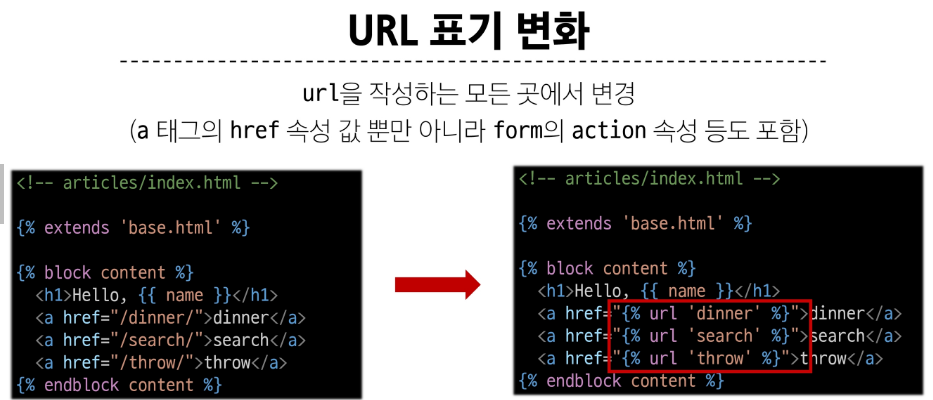 URL 표기 변화
url을 작성하는 모든 곳에서 변경
(a 태그의 href 속성 값 뿐만 아니라 form의 action 속성 등도 포함)
<!-- articles/index.html -->
{% extends 'base.html' %}
{% block content %}
<h1>Hello, {{ name }}</h1>
<a href="/dinner/">dinner</a>
<a href="/search/">search</a>
<a href="/throw/">throw</a>
{% endblock content %}
<!-- articles/index.html -->
{% extends 'base.html' %}
{% block content %}
<h1>Hello, {{ name }}</h1>
<a href="{% url 'dinner' %}">dinner</a>
<a href="{% url 'search' %}">search</a>
<a href="{% url 'throw' %}">throw</a>
{% endblock content %}